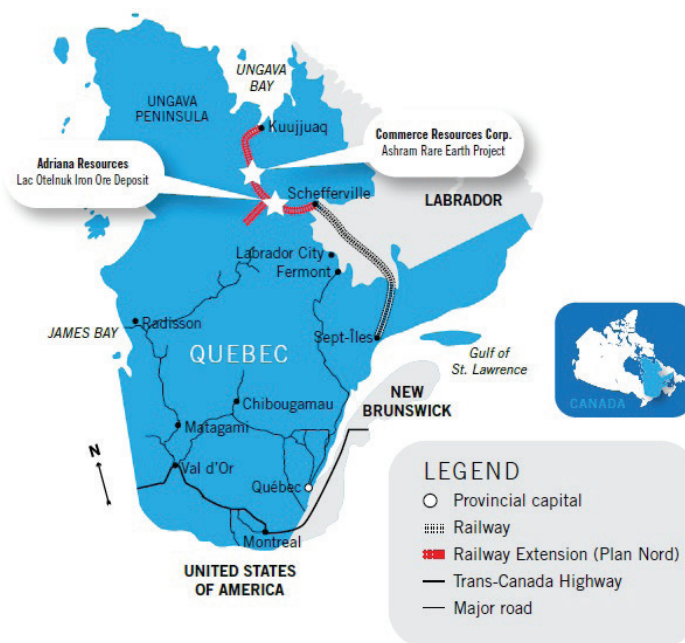 UNGAVA
BAY
UNGAVA
PENINSULA
Kuujjuaq
Commerce Resources Corp.
Ashram Rare Earth Project
Adriana Resources
Lac Otelnuk Iron Ore Deposit
Schefferville
LABRADOR
Labrador City
Fermont
Radisson
JAMES BAY
QUEBEC
Sept-Îles
Gulf of
St. Lawrence
CANADA
NEW
BRUNSWICK
Chibougamau
Matagami
N
Val d'Or
Québec
Montreal
UNITED STATES
OF AMERICA
LEGEND
Provincial capital
Railway
Railway Extension (Plan Nord)
Trans-Canada Highway
Major road